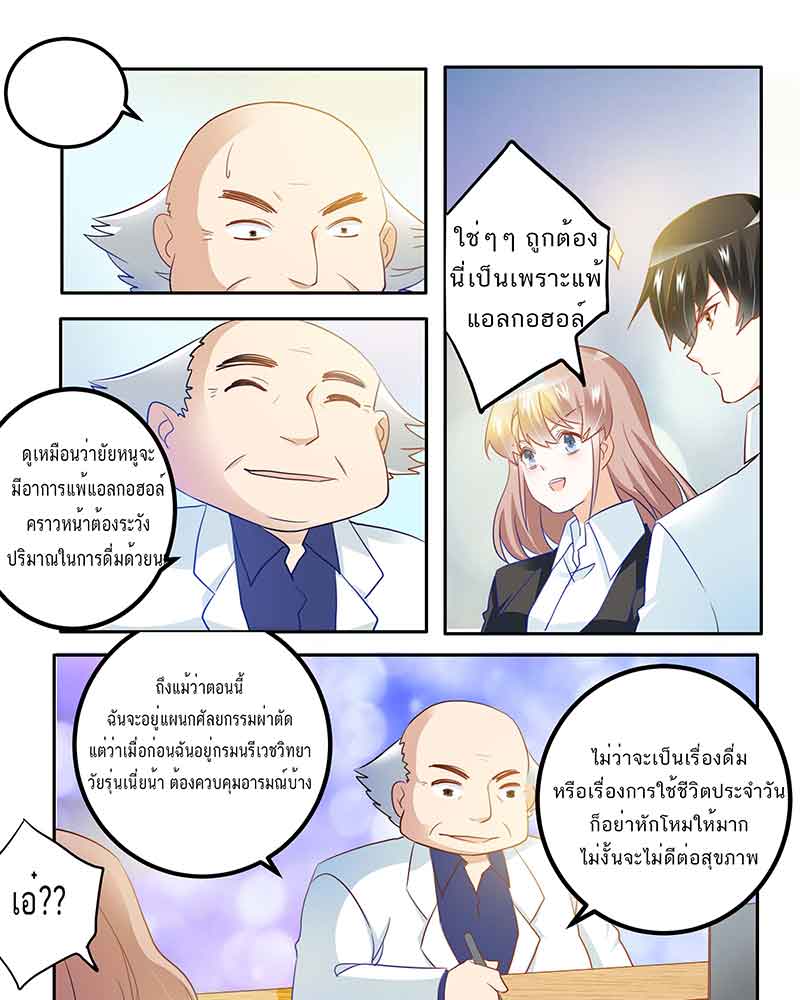 ใช่ๆๆ ถูกต้อง
นี่เป็นเพราะแพ้
แอลกอฮอล์
ดูเหมือนว่ายัยหนูจะ
มีอาการแพ้แอลกอฮอล์
คราวหน้าต้องระวัง
ปริมาณในการดื่มด้วยน
ถึงแม้ว่าตอนนี้
ฉันจะอยู่แผนกศัลยกรรมผ่าตัด
แต่ว่าเมื่อก่อนฉันอยู่กรมนรีเวชวิทยา
วัยรุ่นเนี่ยน้า ต้องควบคุมอารมณ์บ้าง
ไม่ว่าจะเป็นเรื่องดื่ม
หรือเรื่องการใช้ชีวิตประจำวัน
ก็อย่าหักโหมให้มาก
ไม่งั้นจะไม่ดีต่อสุขภาพ
เอ๋??